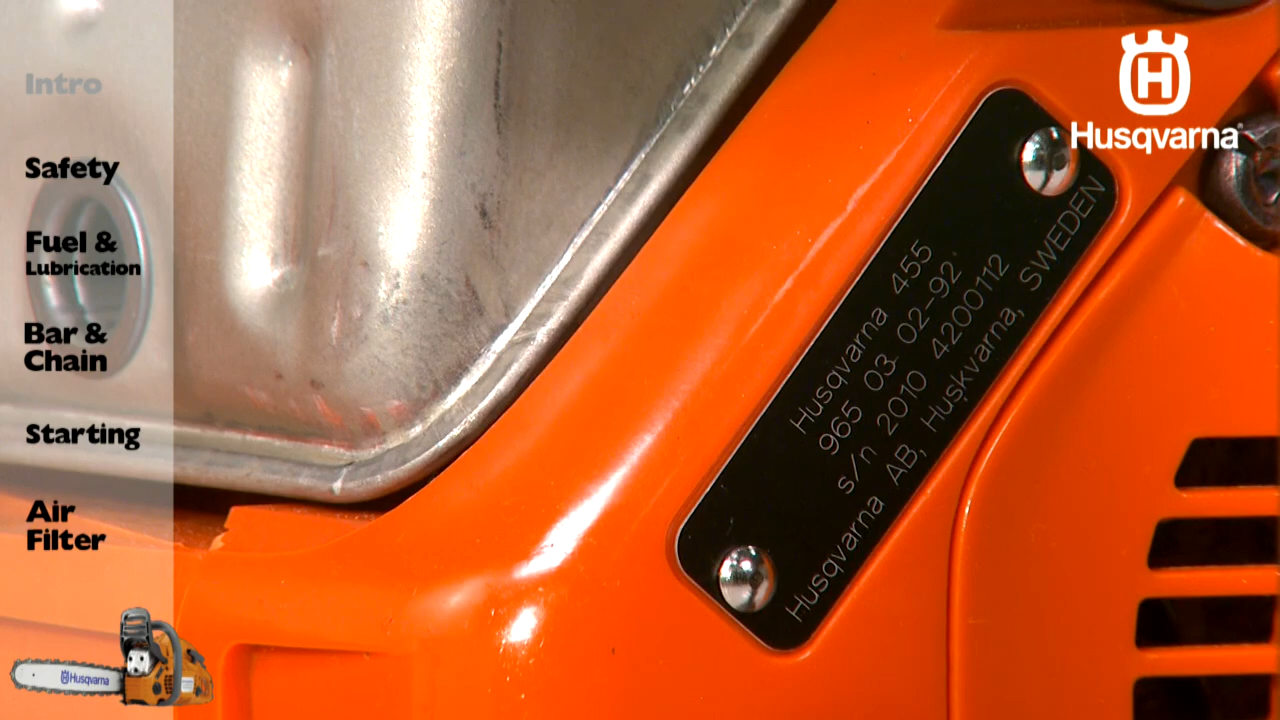 Intro
Safety
Fuel &
Lubrication
Bar &
Chain
Starting
Air
Filter
Husqvarna
H
Husqvarna
Husqvarna 455
965 03 02-92
s/n 2010 4200112
Husqvarna AB, Huskvarna, SWEDEN